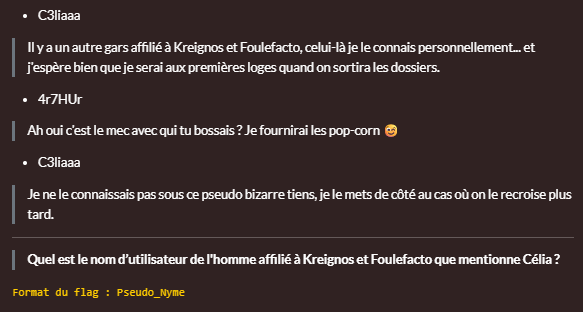 C3liaaa
Il y a un autre gars affilié à Kreignos et Foulefacto, celui-là je le connais personnellement... et
j'espère bien que je serai aux premières loges quand on sortira les dossiers.
4r7HUr
Ah oui c'est le mec avec qui tu bossais ? Je fournirai les pop-corn 😅
C3liaaa
Je ne le connaissais pas sous ce pseudo bizarre tiens, je le mets de côté au cas où on le recroise plus
tard.
Quel est le nom d’utilisateur de l'homme affilié à Kreignos et Foulefacto que mentionne Célia ?
Format du flag : Pseudo_Nyme